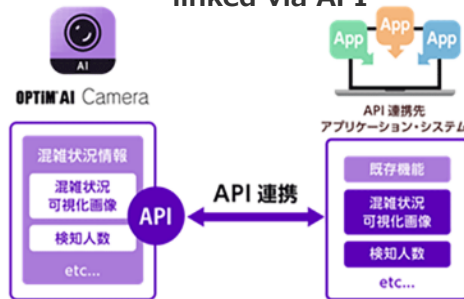 linked via API
AI
OPTiM AI Camera
App
App
App
API 連携先
アプリケーション・システム
混雑状況情報
混雑状況
可視化画像
検知人数
etc...
API
API 連携
既存機能
混雑状況
可視化画像
検知人数
etc...